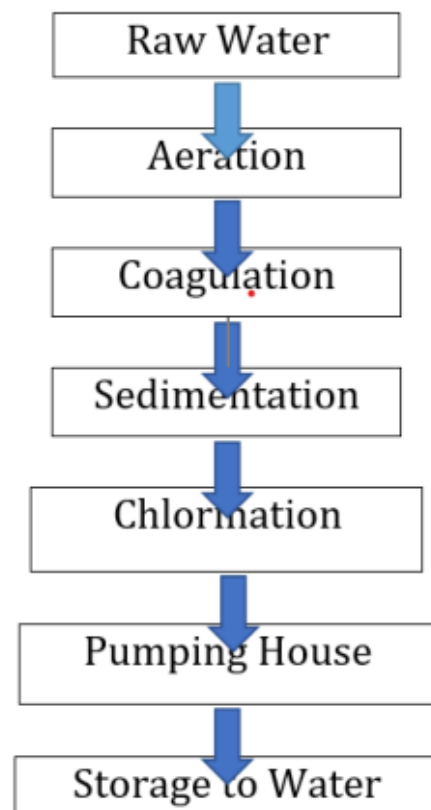 Raw Water
Aeration
Coagulation
Sedimentation
Chlorination
Pumping House
Storage to Water